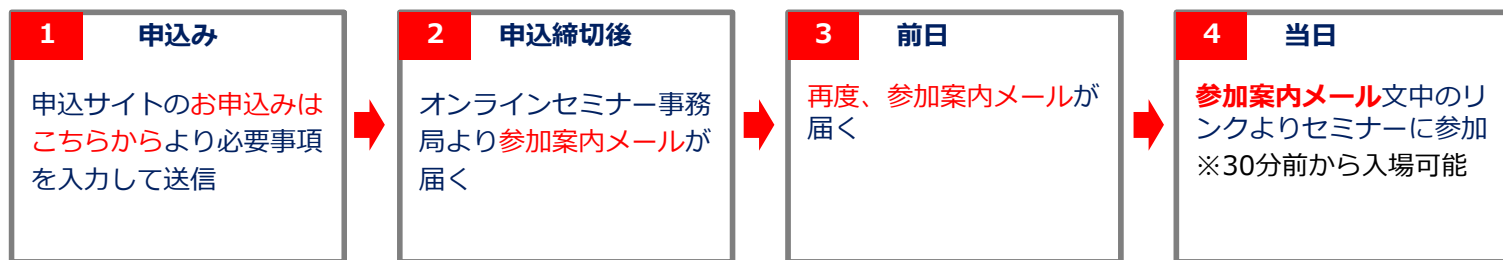 1 申込み
申込サイトのお申込みは
こちらからより必要事項
を入力して送信
2 申込締切後
オンラインセミナー事務
局より参加案内メールが
届く
3 前日
再度、参加案内メールが
届く
4 当日
参加案内メール文中のリ
ンクよりセミナーに参加
※30分前から入場可能